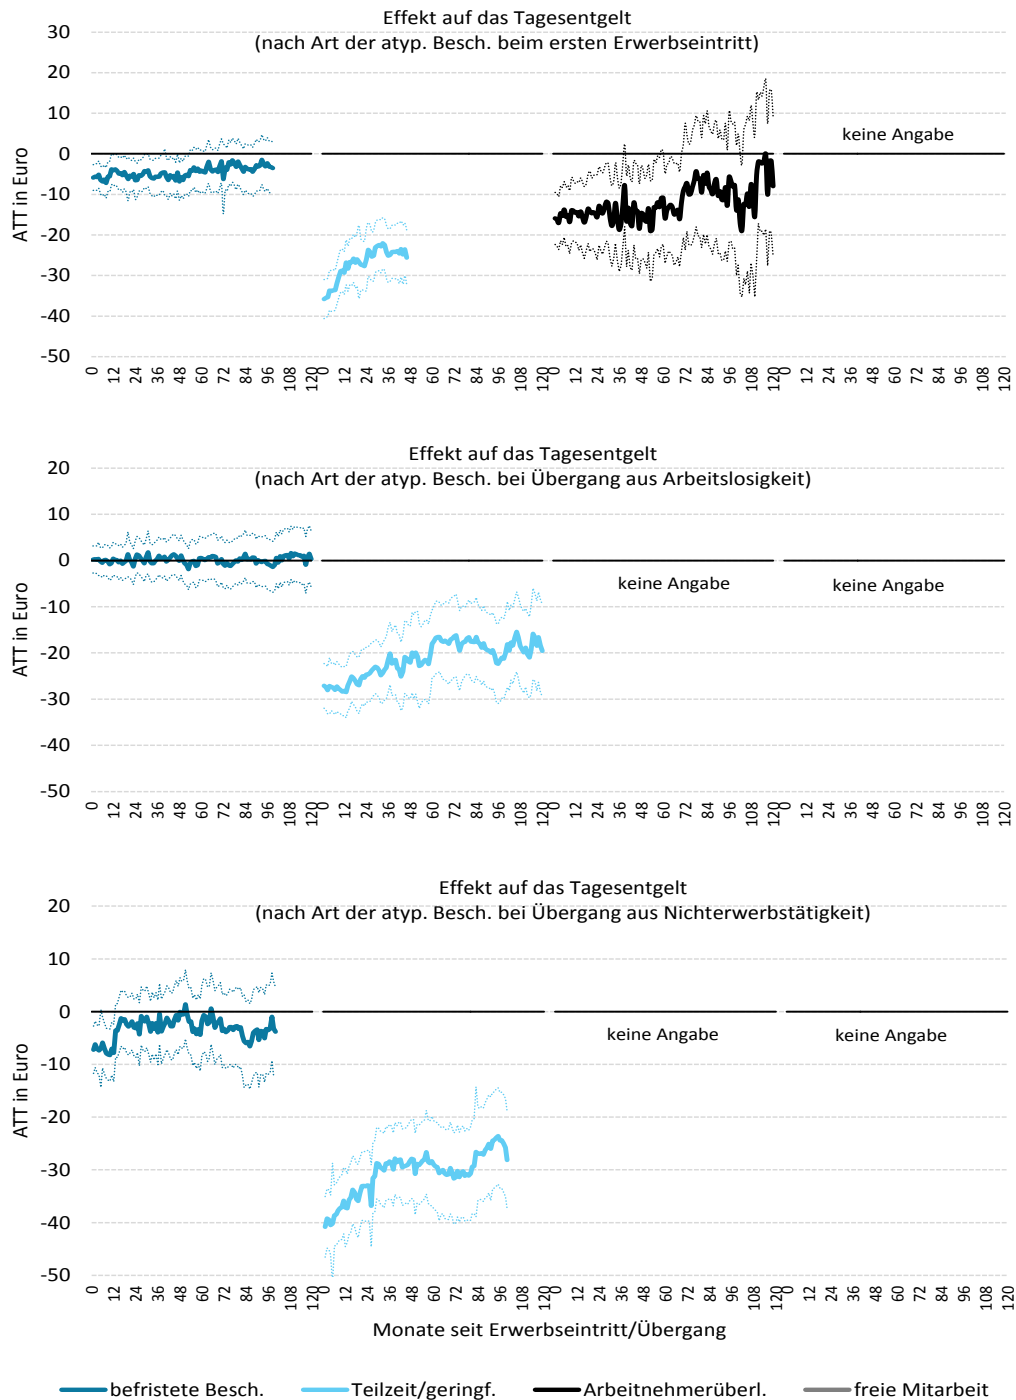 Effekt auf das Tagesentgelt
(nach Art der atyp. Besch. beim ersten Erwerbseintritt)
30
20
10
0
-10
-20
-30
-40
-50
ATT in Euro
keine Angabe
0 12 24 36 48 60 72 84 96 108 120 0 12 24 36 48 60 72 84 96 108 120 0 12 24 36 48 60 72 84 96 108 120 0 12 24 36 48 60 72 84 96 108 120
Effekt auf das Tagesentgelt
(nach Art der atyp. Besch. bei Übergang aus Arbeitslosigkeit)
20
10
0
-10
-20
-30
-40
-50
ATT in Euro
keine Angabe keine Angabe
0 12 24 36 48 60 72 84 96 108 120 0 12 24 36 48 60 72 84 96 108 120 0 12 24 36 48 60 72 84 96 108 120 0 12 24 36 48 60 72 84 96 108 120
Effekt auf das Tagesentgelt
(nach Art der atyp. Besch. bei Übergang aus Nichterwerbstätigkeit)
20
10
0
-10
-20
-30
-40
-50
ATT in Euro
keine Angabe keine Angabe
0 12 24 36 48 60 72 84 96 108 120 0 12 24 36 48 60 72 84 96 108 120 0 12 24 36 48 60 72 84 96 108 120 0 12 24 36 48 60 72 84 96 108 120
Monate seit Erwerbseintritt/Übergang
befristete Besch. Teilzeit/geringf. Arbeitnehmerüberl. freie Mitarbeit